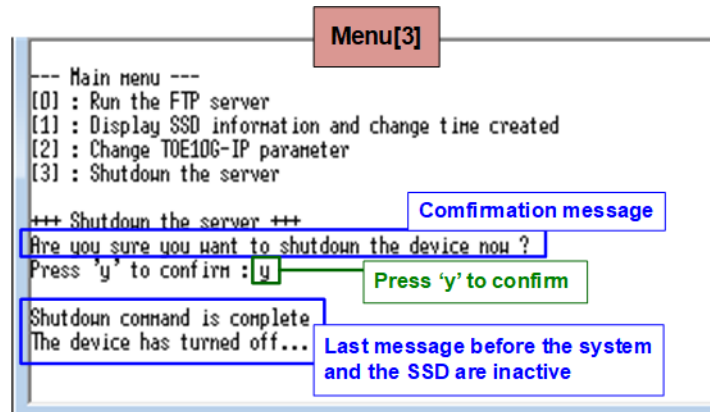 Menu[3]
--- Main menu ---
[0] : Run the FTP server
[1] : Display SSD information and change time created
[2] : Change TOE10G-IP parameter
[3] : Shutdown the server
+++ Shutdown the server +++
Comfirmation message
Are you sure you want to shutdown the device now ?
Press 'y' to confirm : y
Press ‘y’ to confirm
Shutdown command is complete
The device has turned off...
Last message before the system
and the SSD are inactive